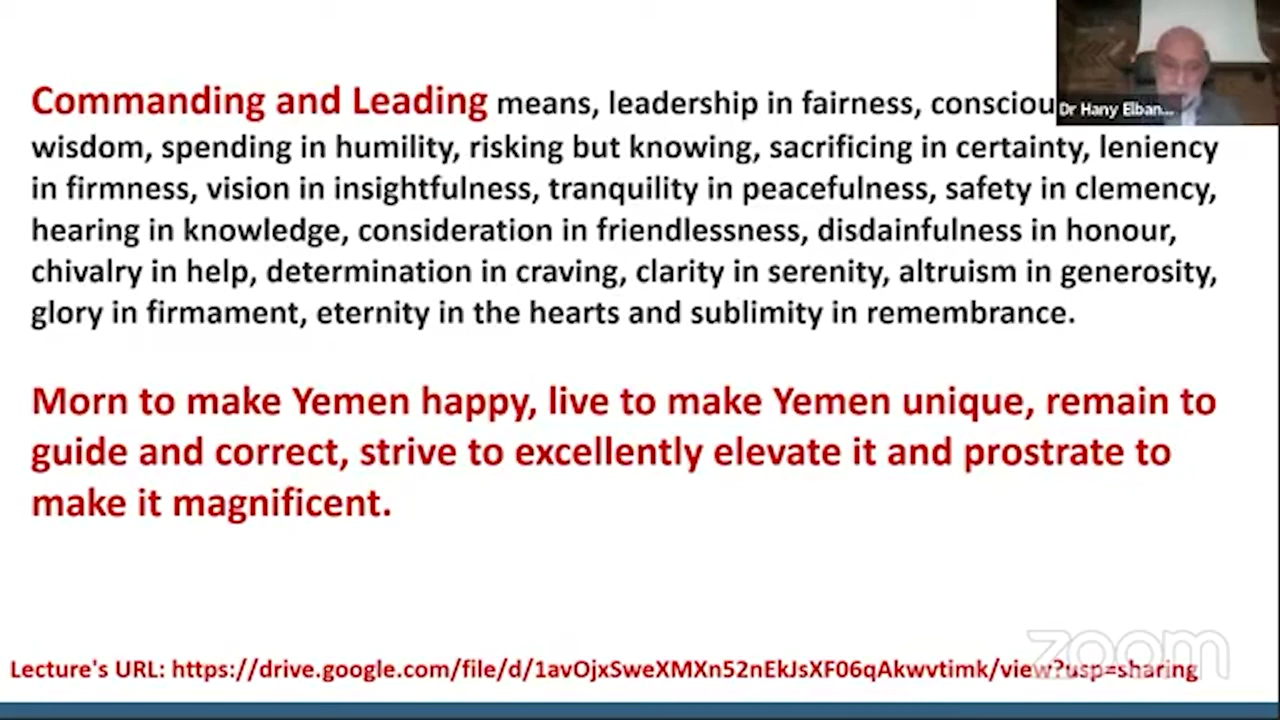 Commanding and Leading means, leadership in fairness,
wisdom, spending in humility, risking but knowing, sacrificing in certainty, leniency
in firmness, vision in insightfulness, tranquility in peacefulness, safety in clemency,
hearing in knowledge, consideration in friendlessness, disdainfulness in honour,
chivalry in help, determination in craving, clarity in serenity, altruism in generosity,
glory in firmament, eternity in the hearts and sublimity in remembrance.
Morn to make Yemen happy, live to make Yemen unique, remain to
guide and correct, strive to excellently elevate it and prostrate to
make it magnificent.
Lecture's URL: https://drive.google.com/file/d/1avOjxSweXMXn52nEkJsXF06qAkwvtimk/view?usp=sharing
Dr Hany Elban...
zoom